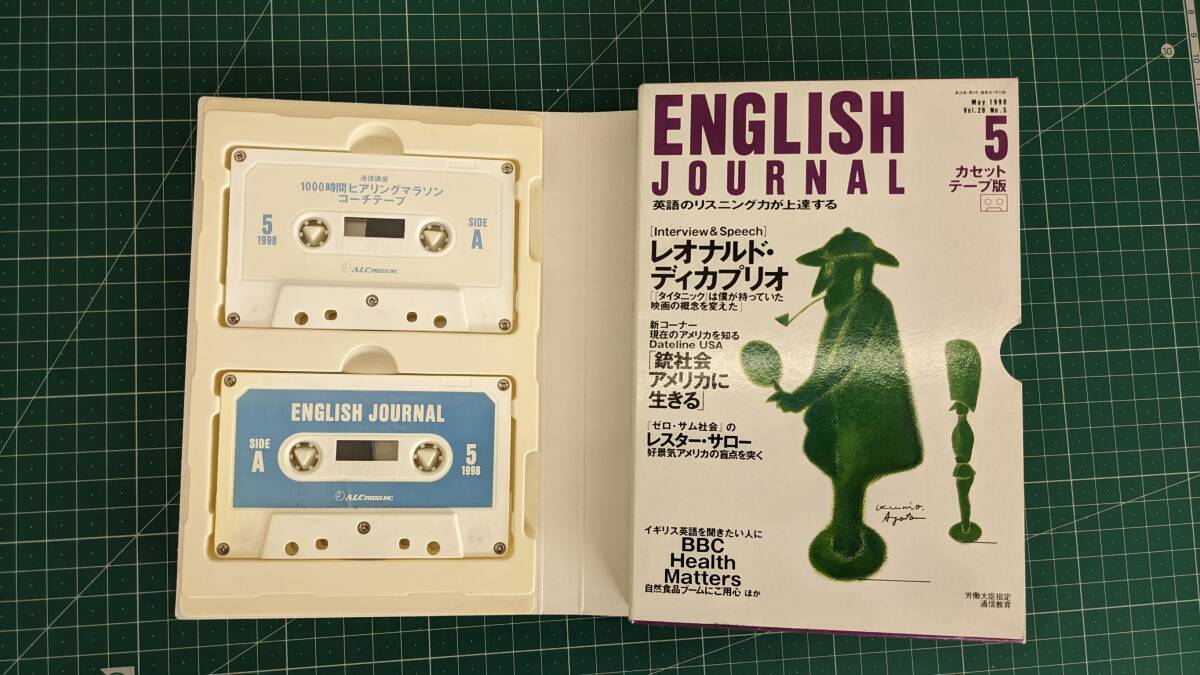 通信講座
1000時間ヒアリングマラソン
コーチテープ
5
1998
SIDE
A
ALC PRESS INC.
ENGLISH JOURNAL
SIDE
A
5
1998
ALC PRESS INC.
ENGLISH
JOURNAL
英語のリスニング力が上達する
May 1998
Vol.28 No.5
5
カセット
テープ版
[Interview & Speech]
レオナルド・
ディカプリオ
「「タイタニック」は僕が持っていた
映画の概念を変えた」
新コーナー
現在のアメリカを知る
Dateline USA
「銃社会
アメリカに
生きる」
『ゼロ・サム社会』の
レスター・サロー
好景気アメリカの盲点を突く
イギリス英語を聞きたい人に
BBC
Health
Matters
自然食品ブームにご用心 ほか
労働大臣指定
通信教育
30
8
9
10